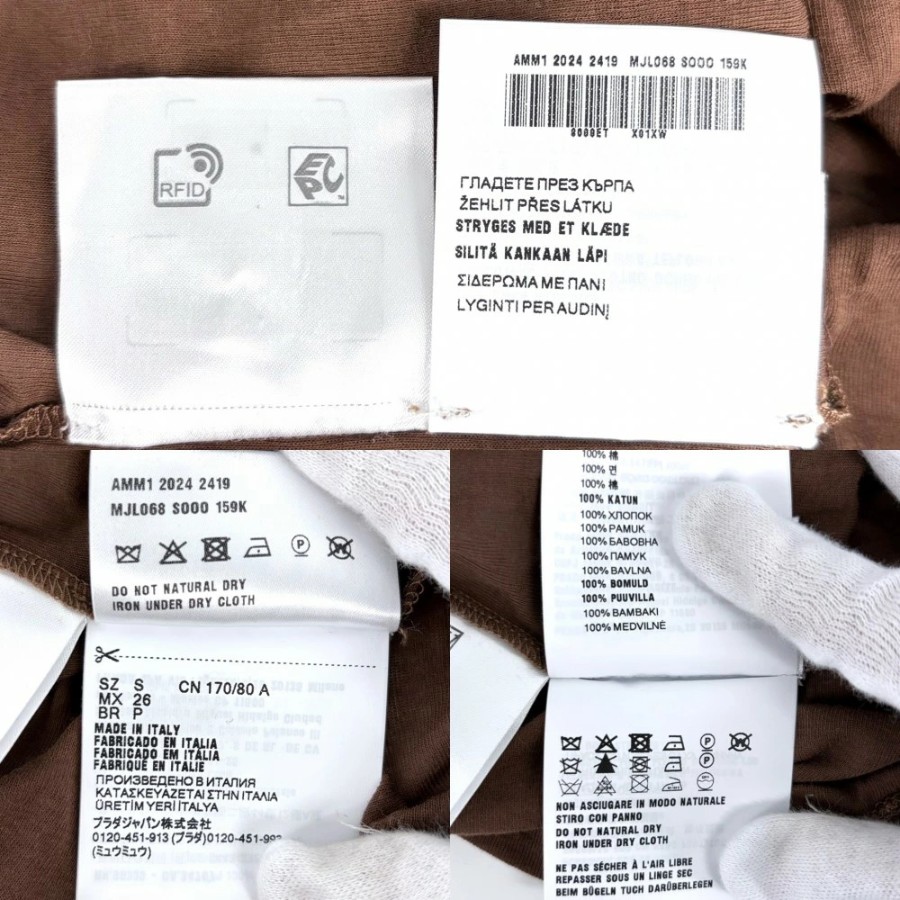 RFID
EPC™
AMM1 2024 2419 MJL068 S000 159K
X01XW
ГЛАДЕТЕ ПРЕЗ КЪРПА
ŽEHLIT PŘES LÁTKU
STRYGES MED ET KLÆDE
SILITÄ KANKAAN LÄPI
ΣΙΔΕΡΩΜΑ ΜΕ ΠΑΝΙ
LYGINTI PER AUDINĮ
AMM1 2024 2419
MJL068 S000 159K
P
W
DO NOT NATURAL DRY
IRON UNDER DRY CLOTH
SZ S CN 170/80 A
MX 26
BR P
MADE IN ITALY
FABRICADO EN ITALIA
FABRICADO EM ITÁLIA
FABRIQUÉ EN ITALIE
ПРОИЗВЕДЕНО В ИТАЛИЯ
ΚΑΤΑΣΚΕΥΑΖΕΤΑΙ ΣΤΗΝ ΙΤΑΛΙΑ
ÜRETİM YERİ İTALYA
プラダジャパン株式会社
0120-451-913 (プラダ)0120-451-993
(ミュウミュウ)
100% 棉
100% 면
100% 棉
100% KATUN
100% ХЛОПОК
100% PAMUK
100% БАВОВНА
100% ПАМУК
100% BAVLNA
100% BOMULD
100% PUUVILLA
100% ΒΑΜΒΑΚΙ
100% MEDVILNĖ
P
W
P
NON ASCIUGARE IN MODO NATURALE
STIRO CON PANNO
DO NOT NATURAL DRY
IRON UNDER DRY CLOTH
NE PAS SÉCHER À L'AIR LIBRE
REPASSER SOUS UN LINGE SEC
BEIM BÜGELN TUCH DARÜBERLEGEN